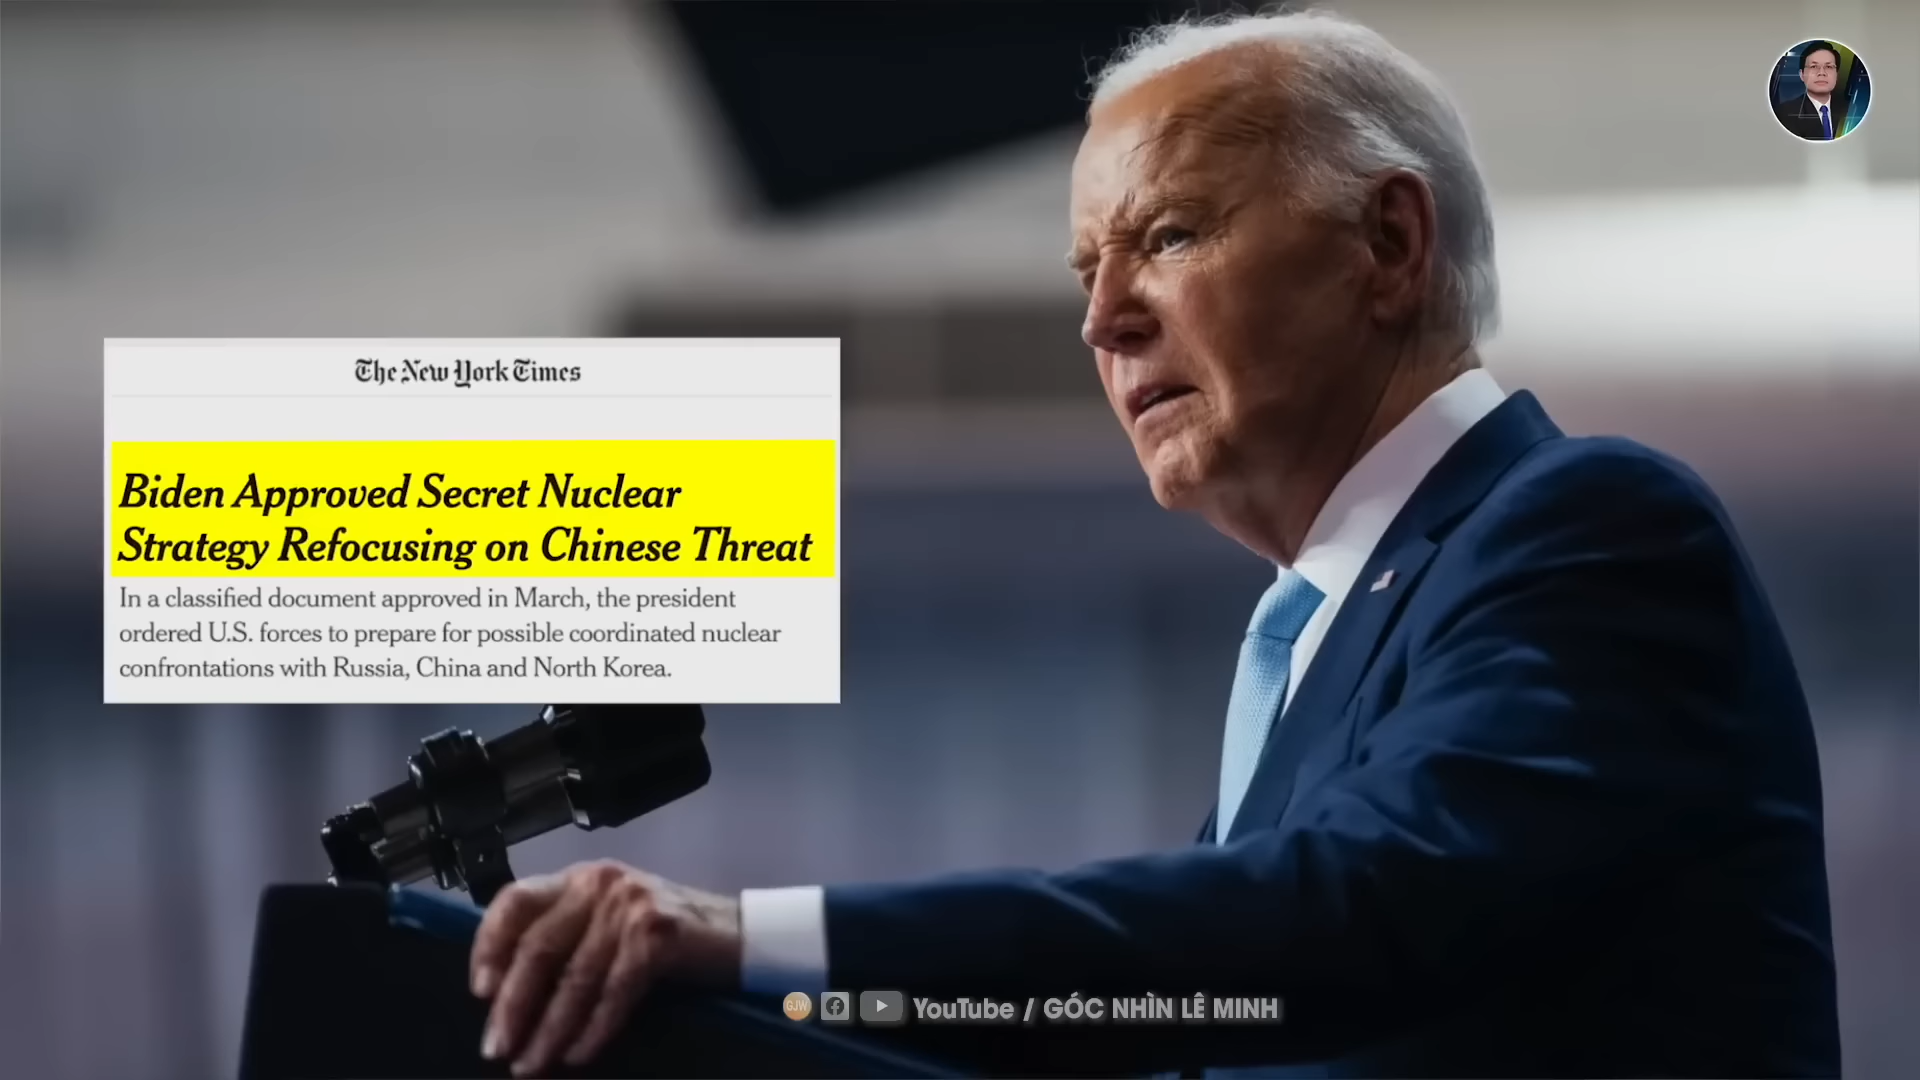 The New York Times
Biden Approved Secret Nuclear
Strategy Refocusing on Chinese Threat
In a classified document approved in March, the president
ordered U.S. forces to prepare for possible coordinated nuclear
confrontations with Russia, China and North Korea.
GJW YouTube / GÓC NHÌN LÊ MINH